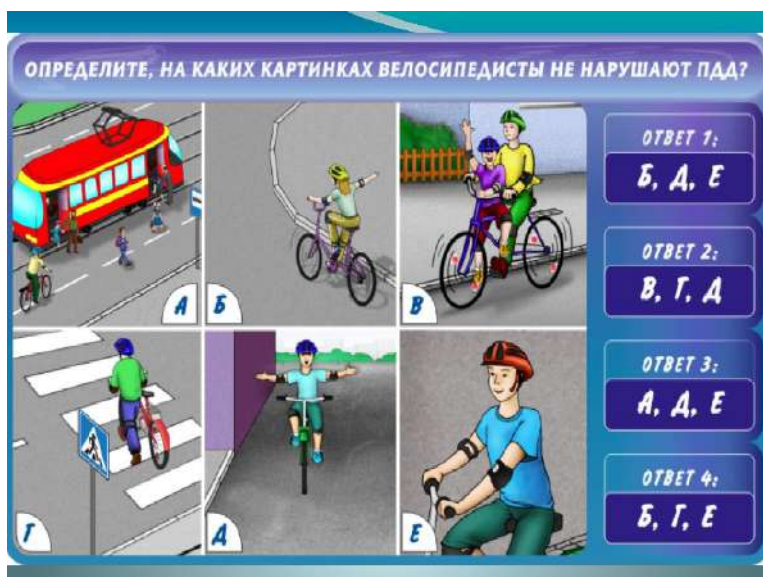 ОПРЕДЕЛИТЕ, НА КАКИХ КАРТИНКАХ ВЕЛОСИПЕДИСТЫ НЕ НАРУШАЮТ ПДД?
А
Б
В
Г
Д
Е
ОТВЕТ 1:
Б, Д, Е
ОТВЕТ 2:
В, Г, Д
ОТВЕТ 3:
А, Д, Е
ОТВЕТ 4:
Б, Г, Е